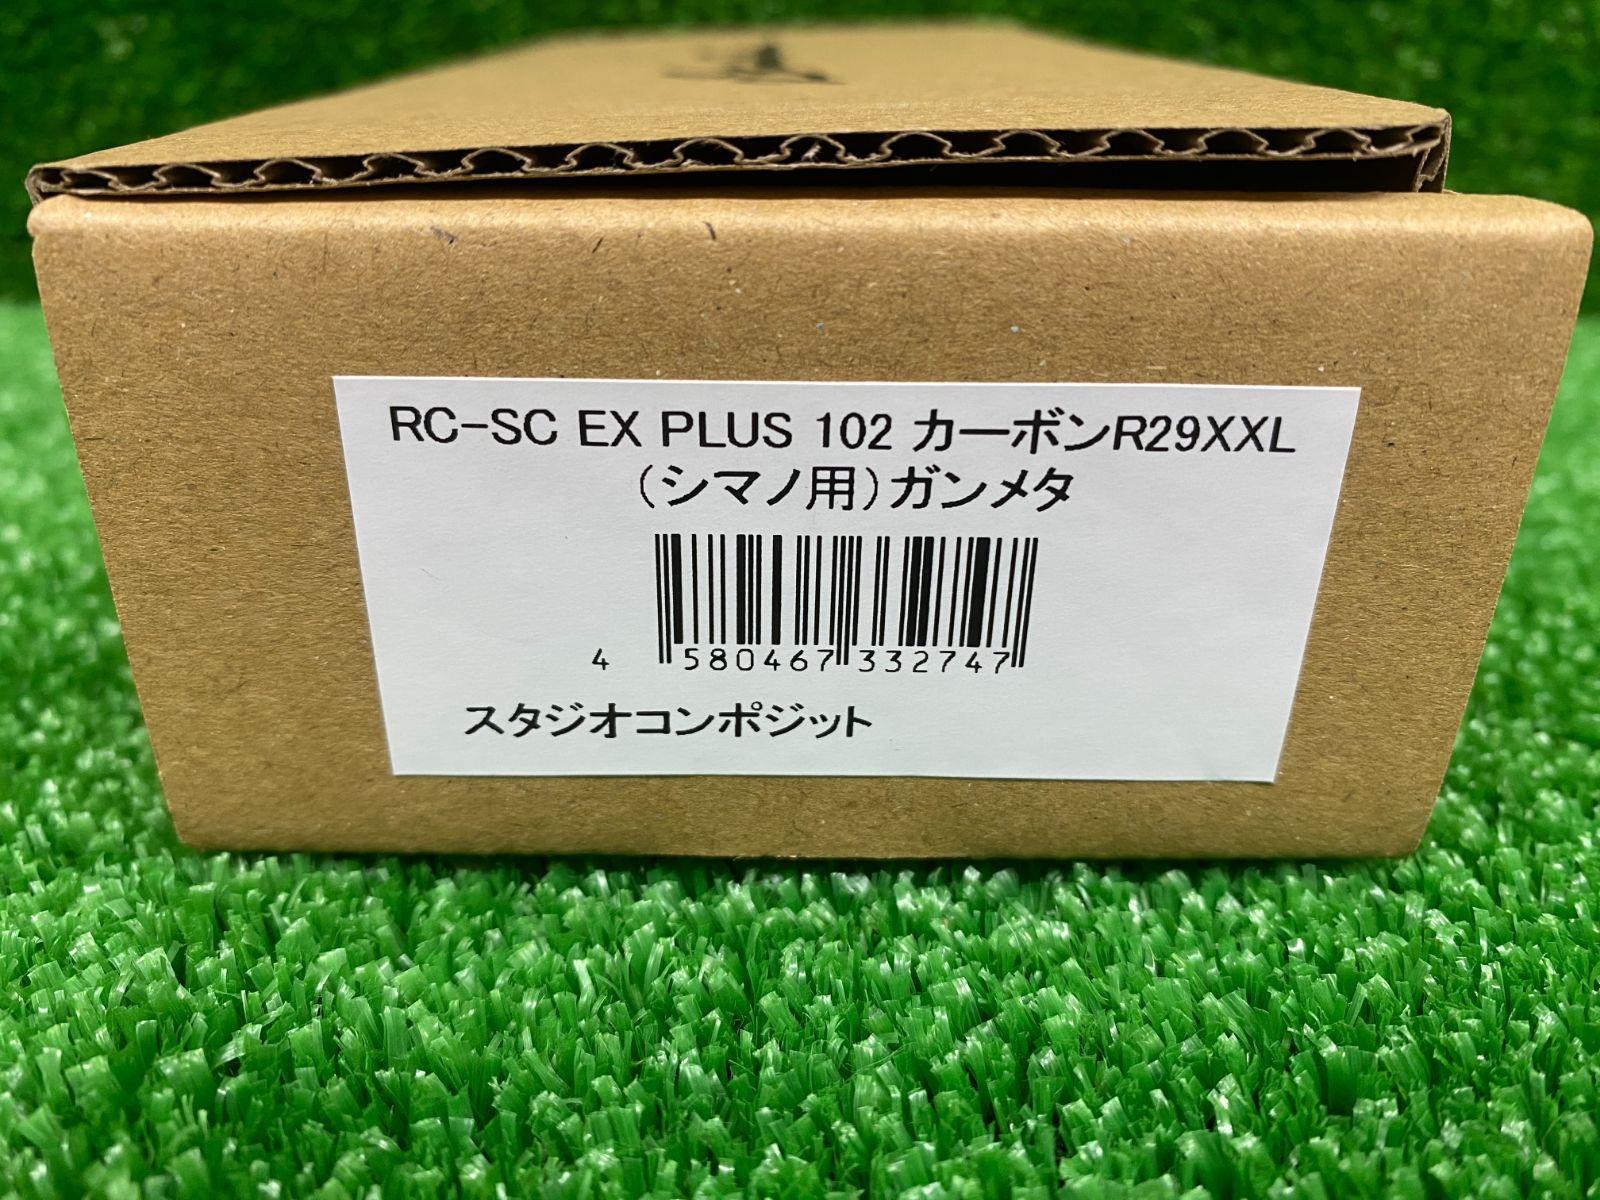 RC-SC EX PLUS 102 カーボンR29XXL
(シマノ用)ガンメタ
4 580467 332747
スタジオコンポジット